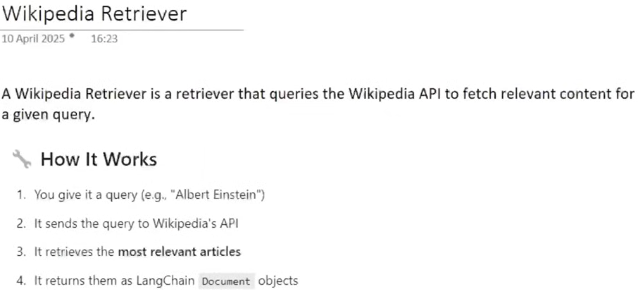 Wikipedia Retriever
10 April 2025 16:23
A Wikipedia Retriever is a retriever that queries the Wikipedia API to fetch relevant content for
a given query.
How It Works
1. You give it a query (e.g., "Albert Einstein")
2. It sends the query to Wikipedia's API
3. It retrieves the most relevant articles
4. It returns them as LangChain Document objects